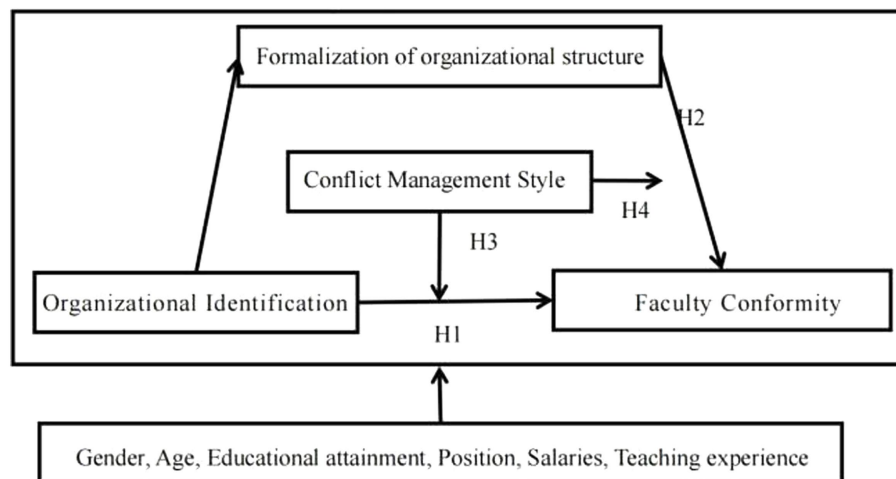 Formalization of organizational structure
H2
Conflict Management Style
H4
H3
Organizational Identification
Faculty Conformity
H1
Gender, Age, Educational attainment, Position, Salaries, Teaching experience